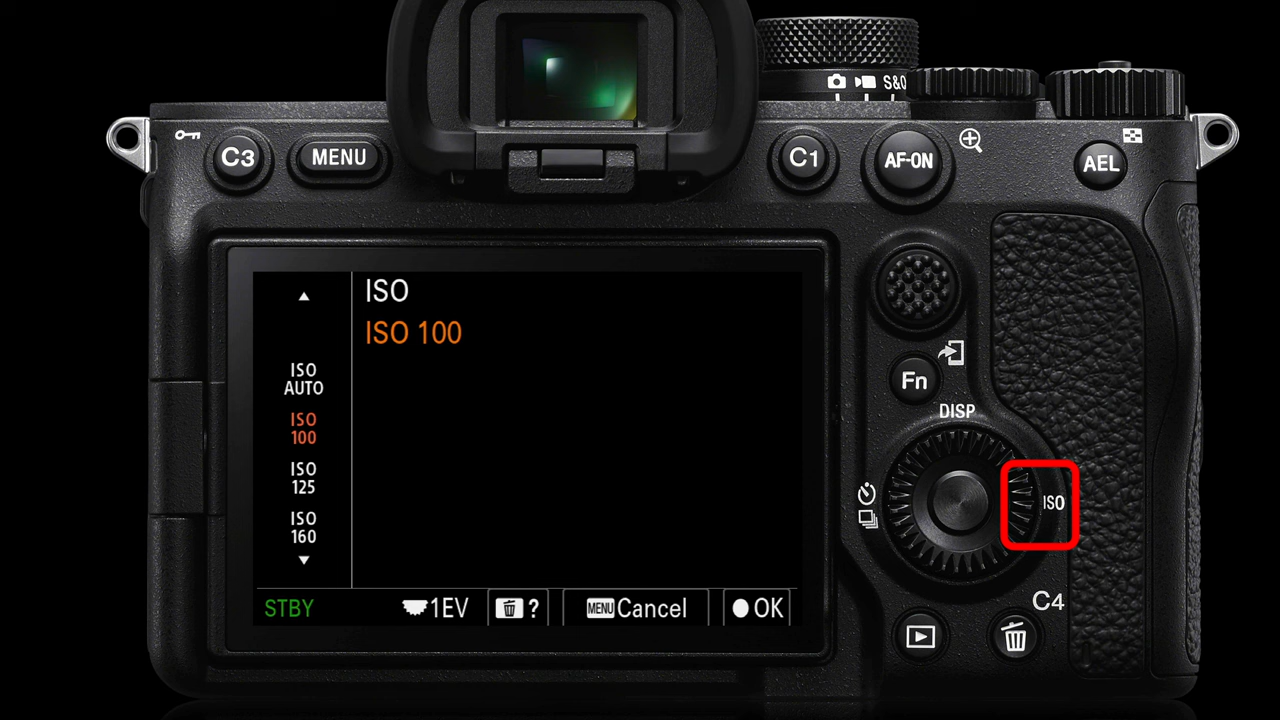 S&Q
C3
MENU
C1
AF-ON
AEL
ISO
ISO 100
ISO
AUTO
ISO
100
ISO
125
ISO
160
STBY
1EV
?
MENU Cancel
OK
Fn
DISP
ISO
C4